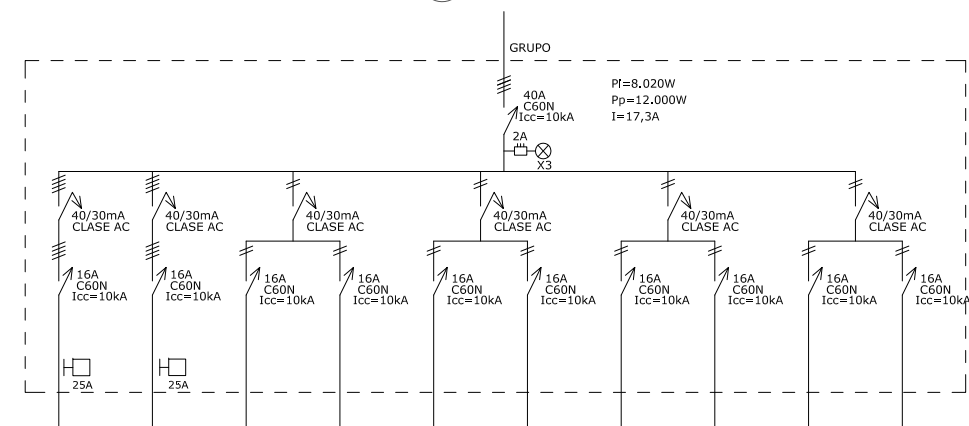 GRUPO
Pi=8.020W
Pp=12.000W
I=17,3A
40A
C60N
Icc=10kA
2A
X3
40/30mA
CLASE AC
40/30mA
CLASE AC
40/30mA
CLASE AC
40/30mA
CLASE AC
40/30mA
CLASE AC
40/30mA
CLASE AC
16A
C60N
Icc=10kA
16A
C60N
Icc=10kA
16A
C60N
Icc=10kA
16A
C60N
Icc=10kA
16A
C60N
Icc=10kA
16A
C60N
Icc=10kA
16A
C60N
Icc=10kA
16A
C60N
Icc=10kA
16A
C60N
Icc=10kA
16A
C60N
Icc=10kA
25A
25A